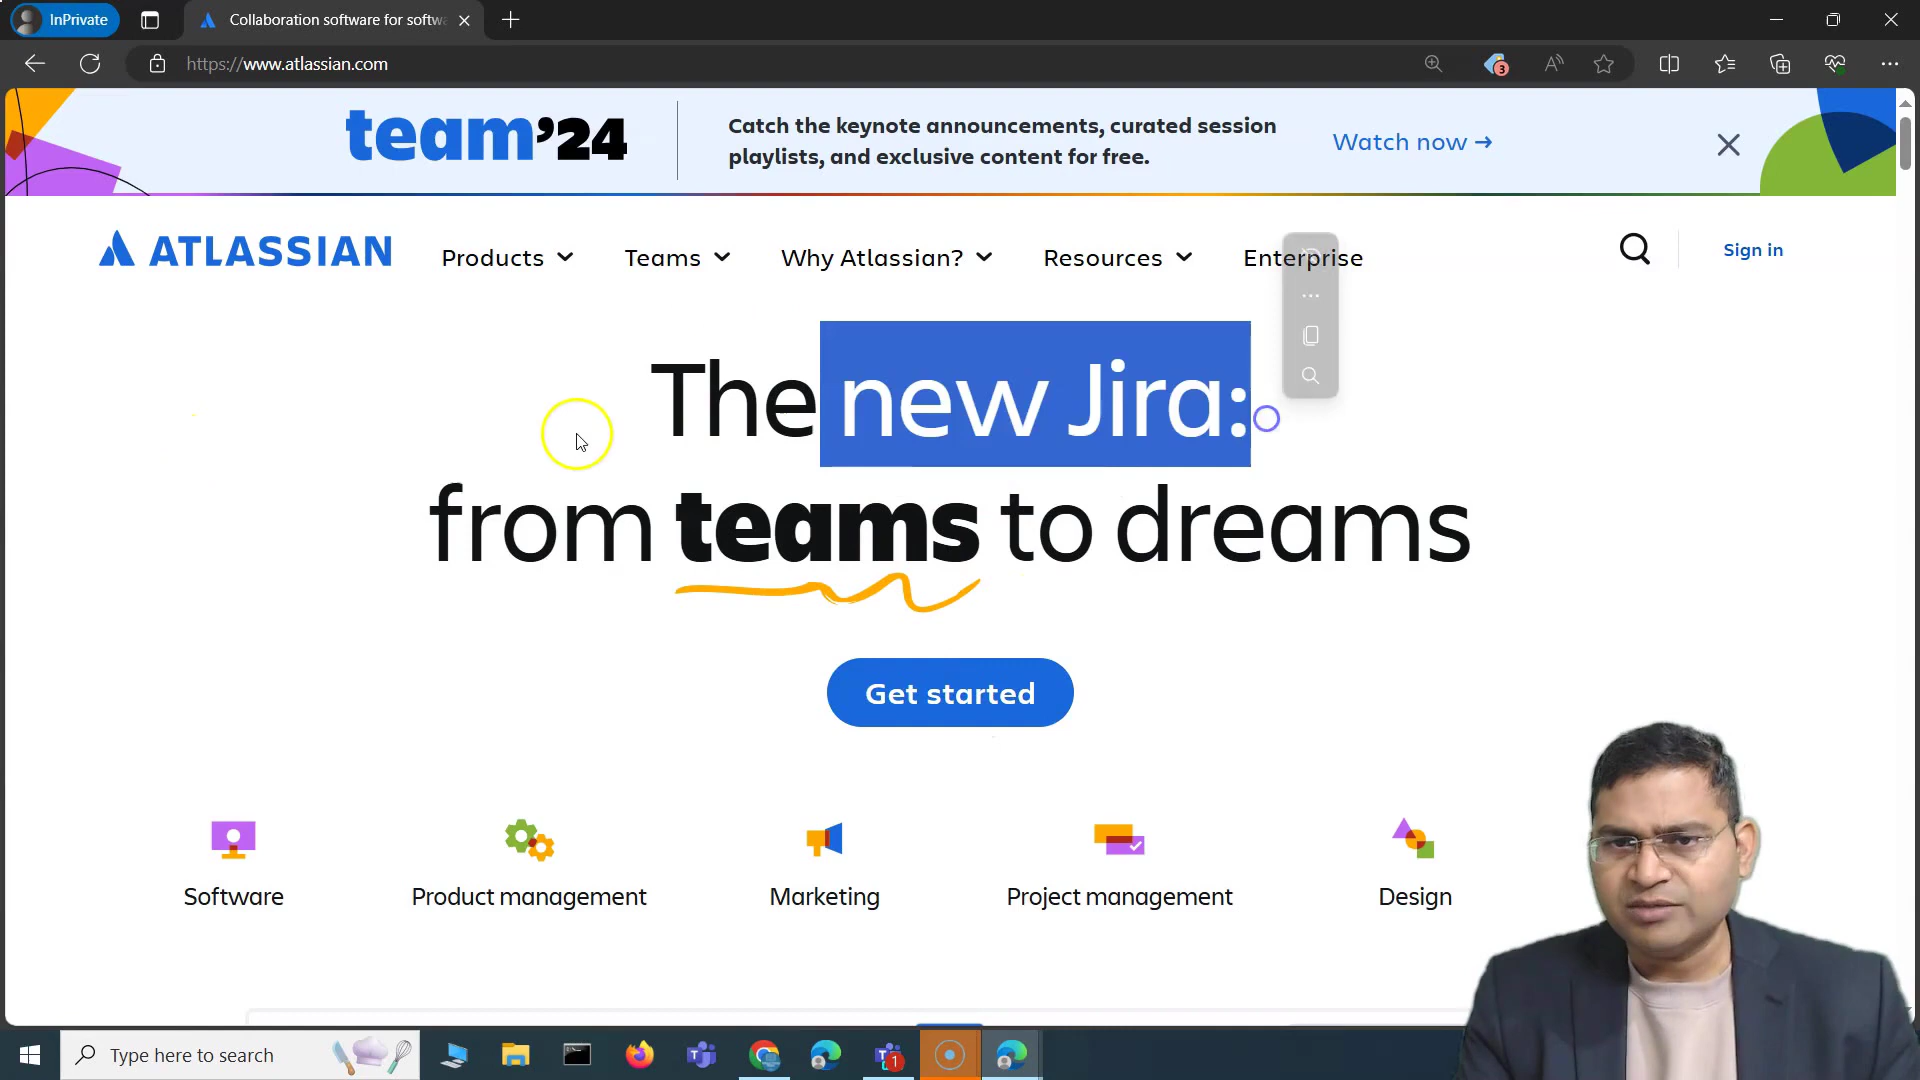 InPrivate
Collaboration software for softw
https://www.atlassian.com
3
team'24
Catch the keynote announcements, curated session
playlists, and exclusive content for free.
Watch now →
ATLASSIAN
Products
Teams
Why Atlassian?
Resources
Enterprise
Sign in
The new Jira:
from teams to dreams
Get started
Software
Product management
Marketing
Project management
Design
Type here to search
1